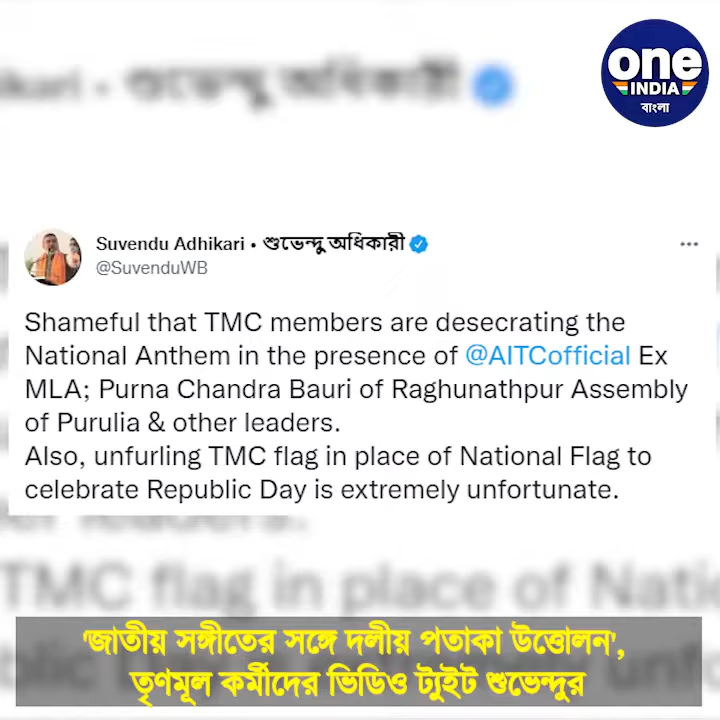 one
INDIA
বাংলা
Suvendu Adhikari • শুভেন্দু অধিকারী
@SuvenduWB
Shameful that TMC members are desecrating the
National Anthem in the presence of @AITCofficial Ex
MLA; Purna Chandra Bauri of Raghunathpur Assembly
of Purulia & other leaders.
Also, unfurling TMC flag in place of National Flag to
celebrate Republic Day is extremely unfortunate.
'জাতীয় সঙ্গীতের সঙ্গে দলীয় পতাকা উত্তোলন',
তৃণমূল কর্মীদের ভিডিও ট্যুইট শুভেন্দুর